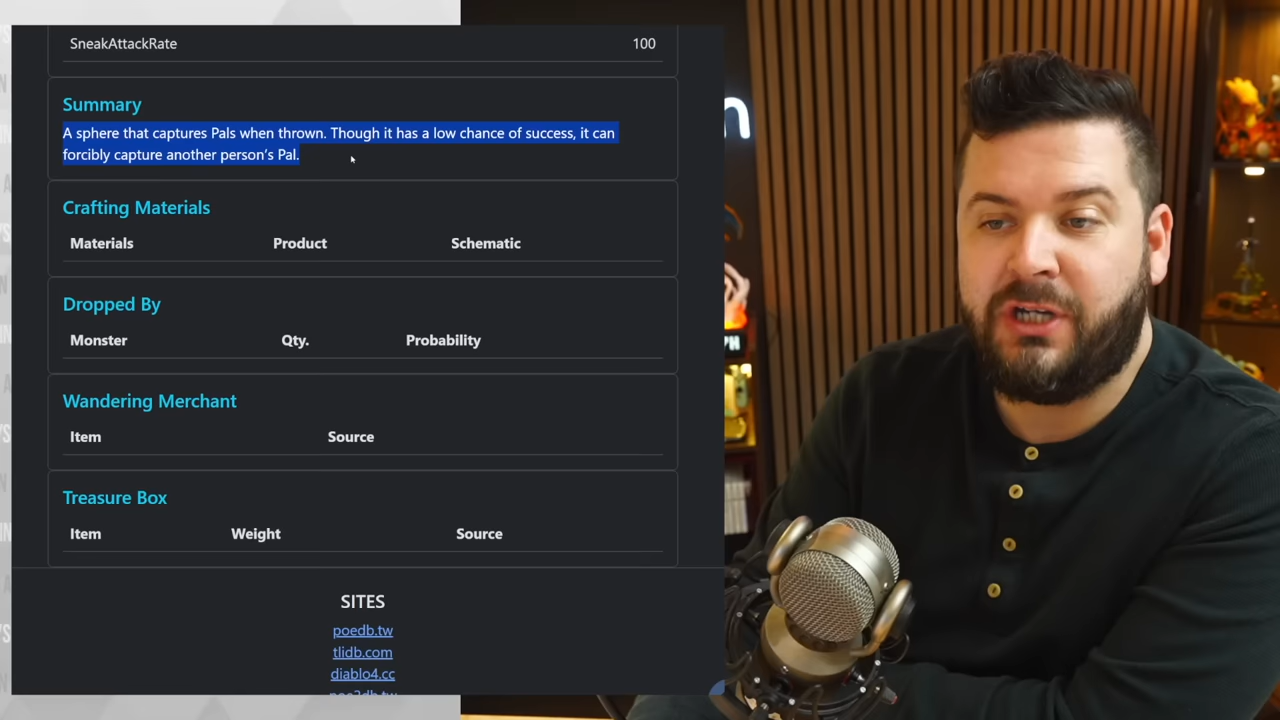 SneakAttackRate 100
Summary
A sphere that captures Pals when thrown. Though it has a low chance of success, it can
forcibly capture another person's Pal.
Crafting Materials
Materials Product Schematic
Dropped By
Monster Qty. Probability
Wandering Merchant
Item Source
Treasure Box
Item Weight Source
SITES
poedb.tw
tlidb.com
diablo4.cc